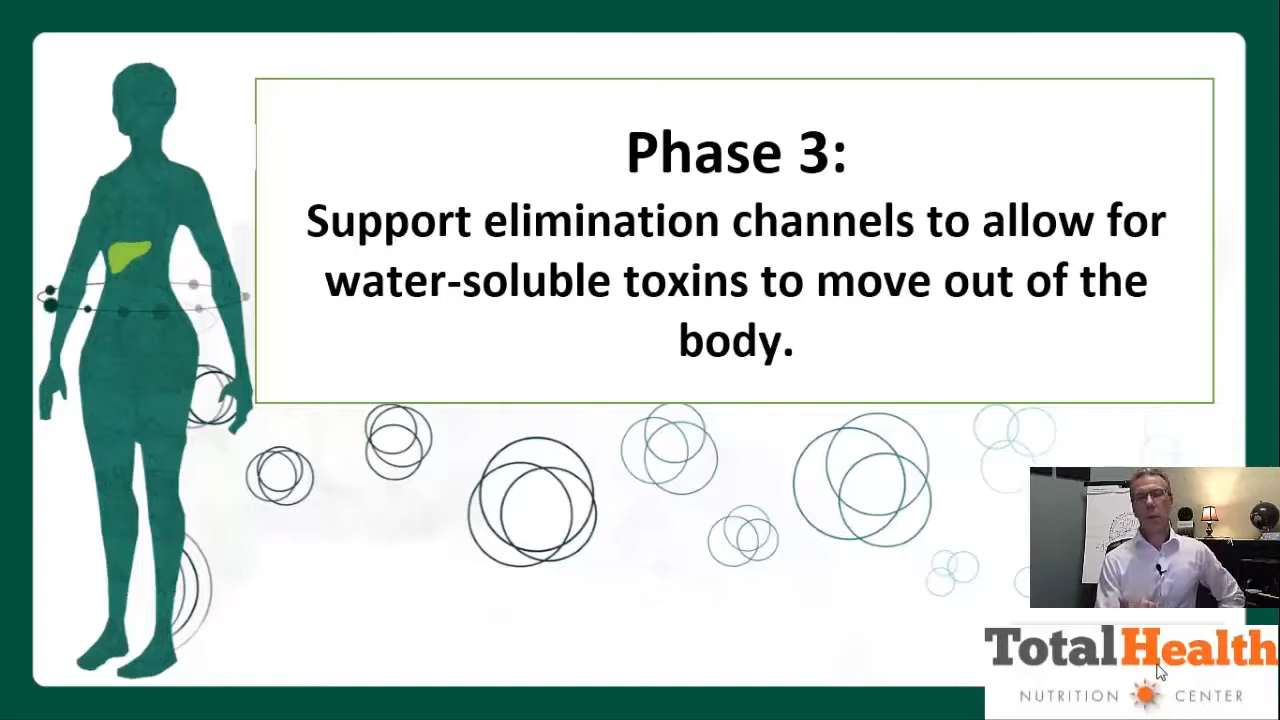 Phase 3:
Support elimination channels to allow for
water-soluble toxins to move out of the
body.
TotalHealth
NUTRITION CENTER